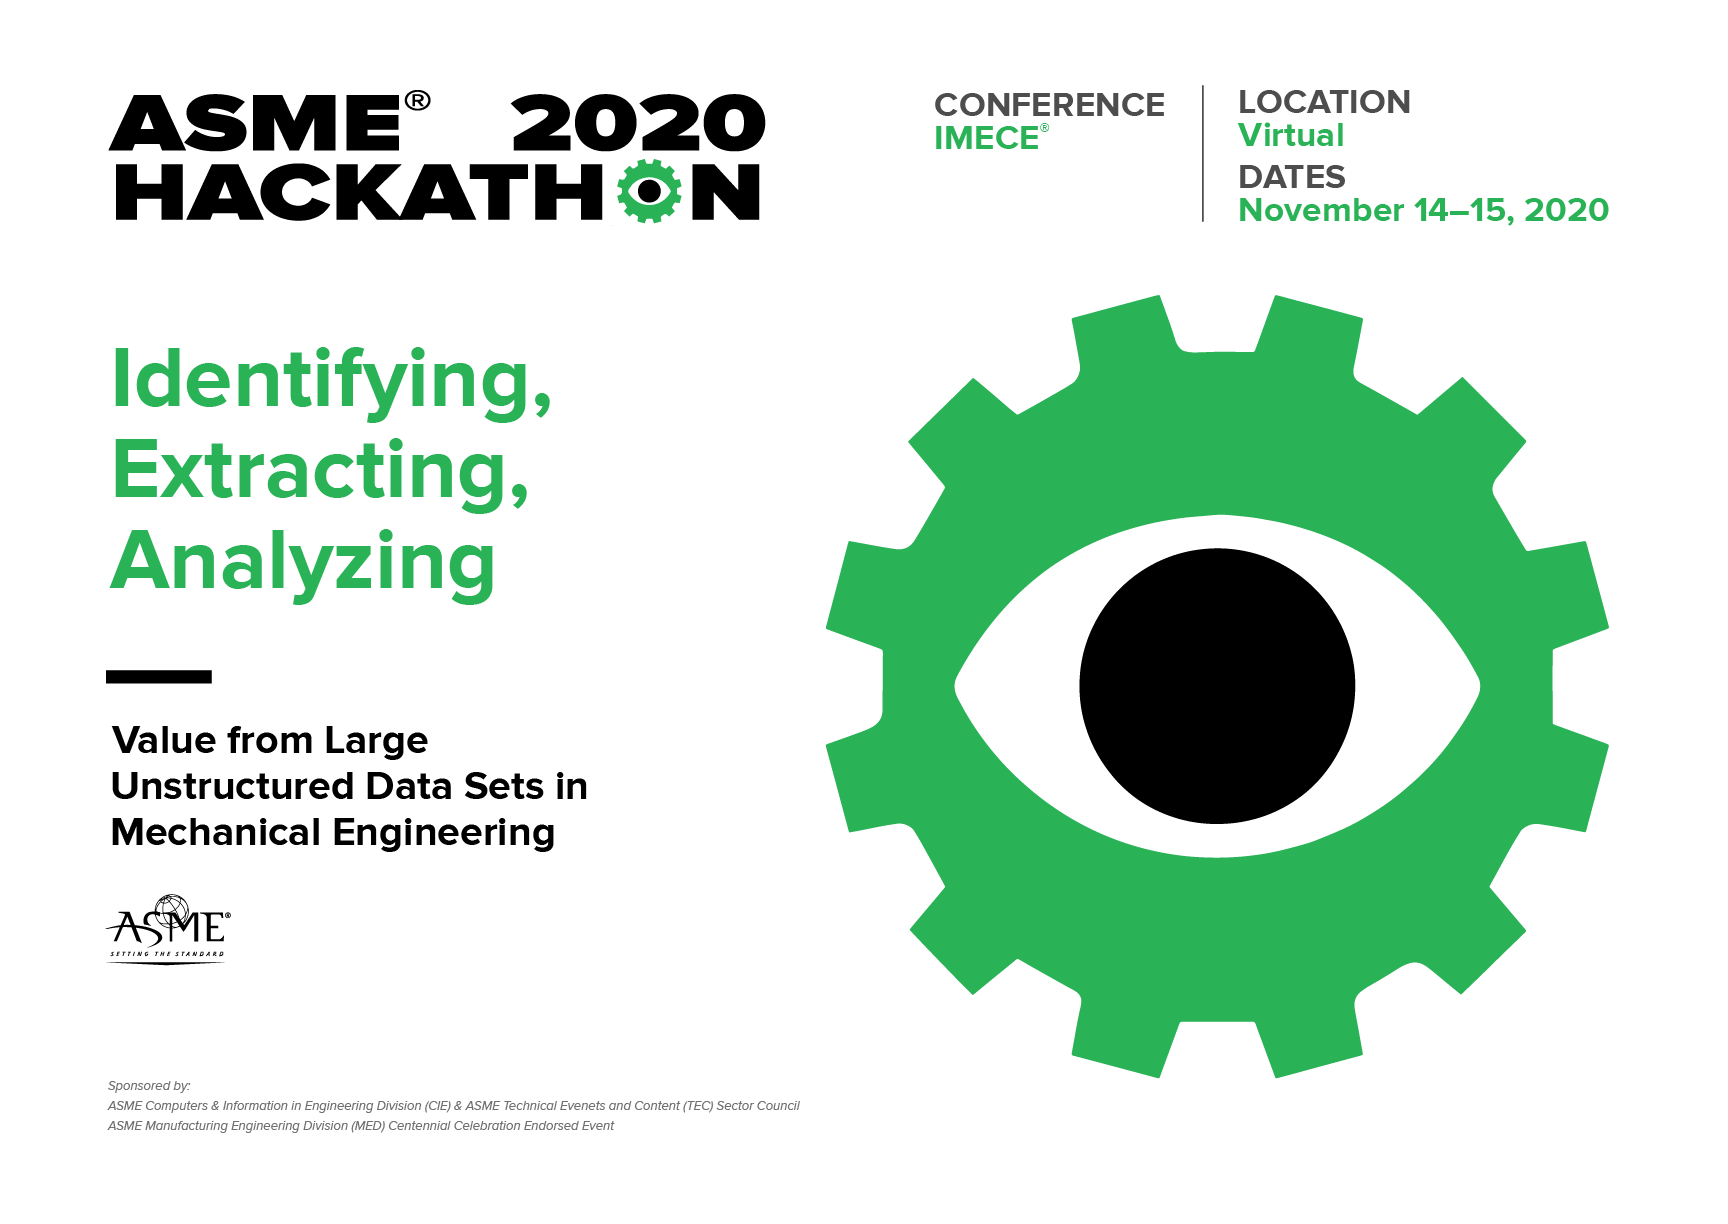 ASME® 2020
HACKATHON
CONFERENCE
IMECE®
LOCATION
Virtual
DATES
November 14–15, 2020
Identifying,
Extracting,
Analyzing
Value from Large
Unstructured Data Sets in
Mechanical Engineering
ASME®
SETTING THE STANDARD
Sponsored by:
ASME Computers & Information in Engineering Division (CIE) & ASME Technical Evenets and Content (TEC) Sector Council
ASME Manufacturing Engineering Division (MED) Centennial Celebration Endorsed Event